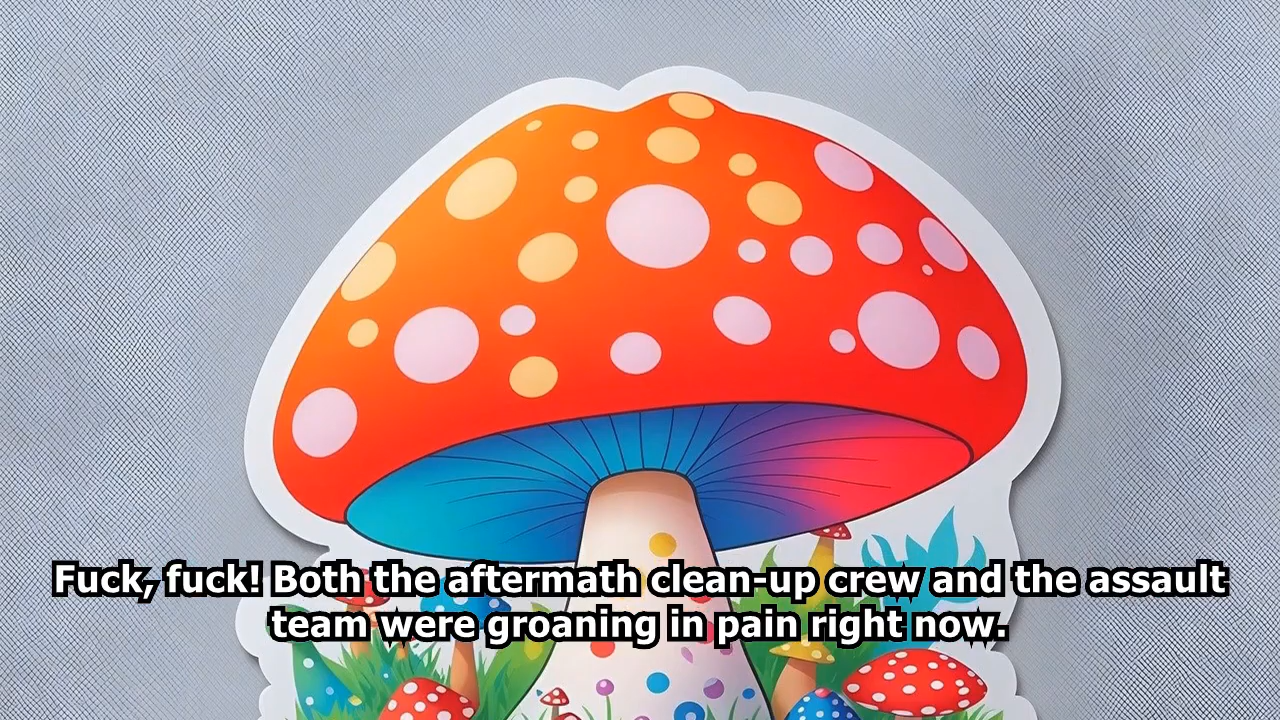 Fuck, fuck! Both the aftermath clean-up crew and the assault
team were groaning in pain right now.